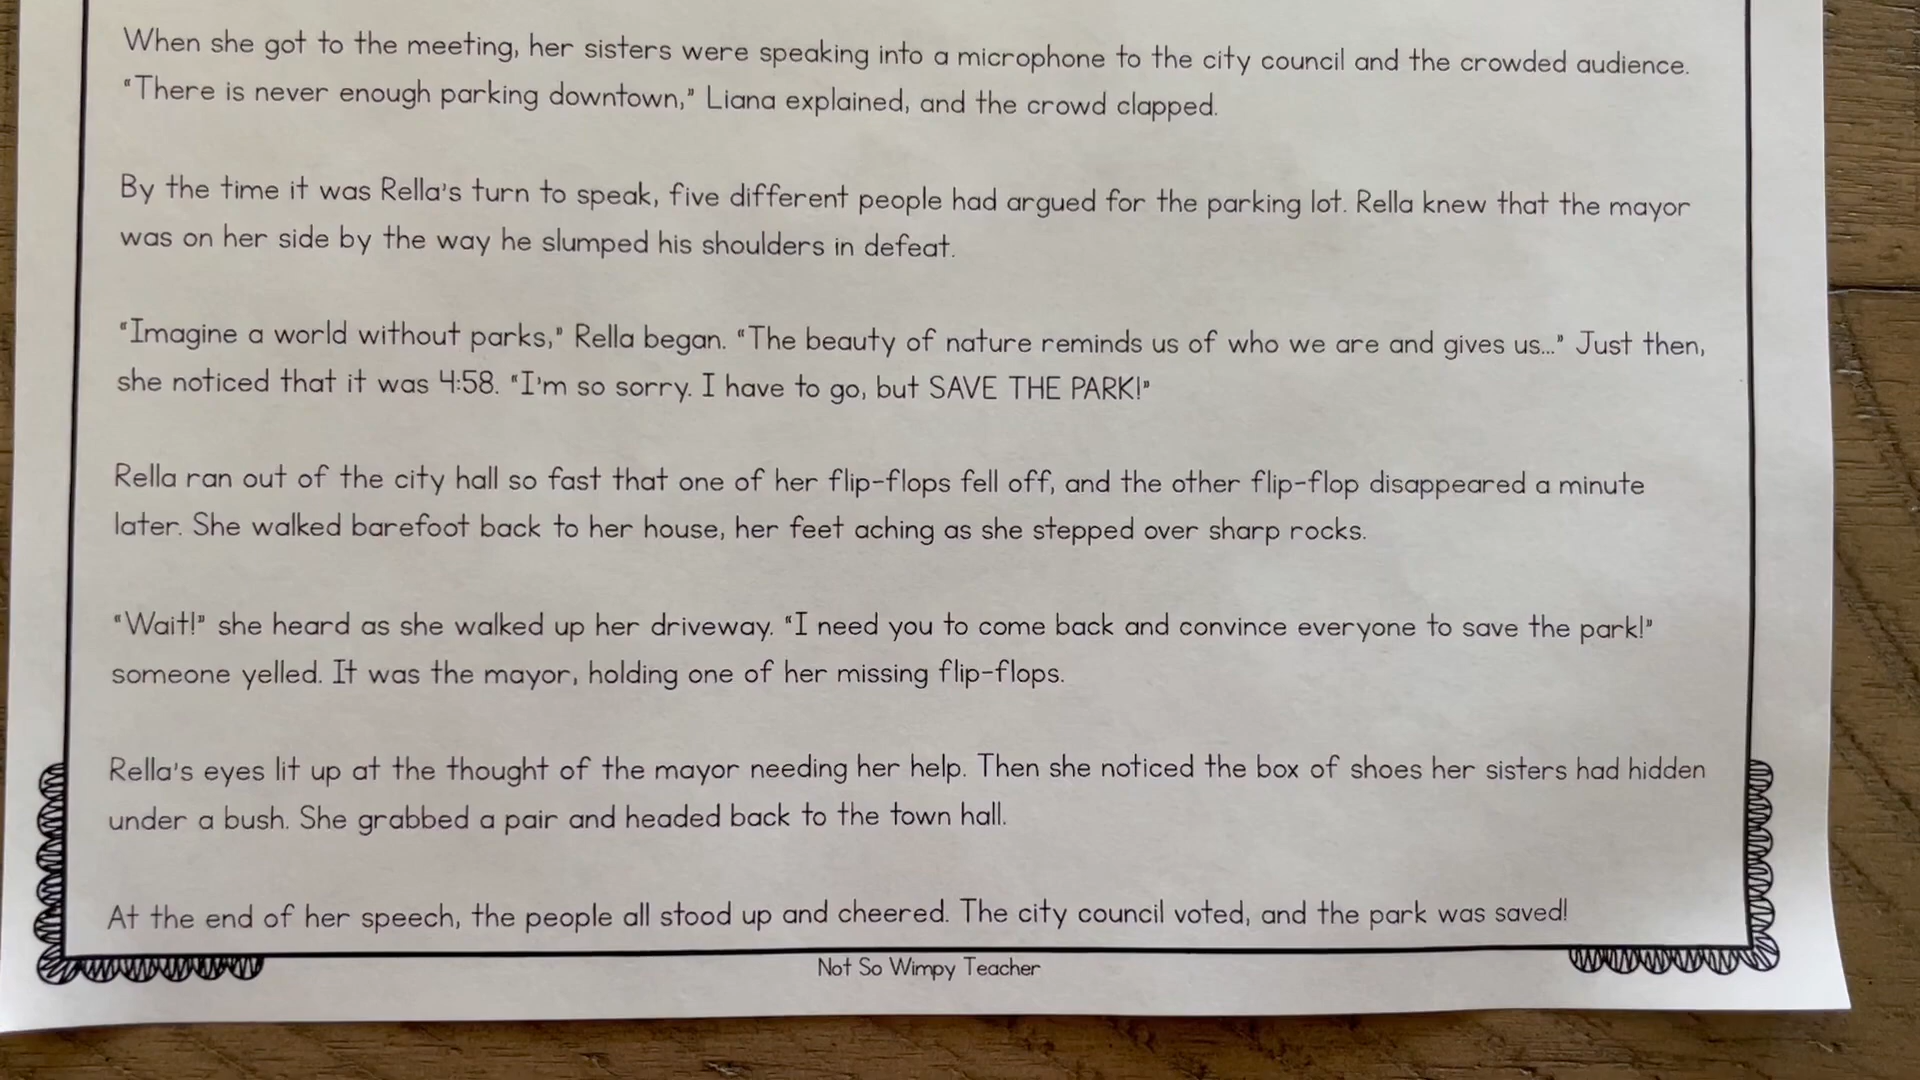 When she got to the meeting, her sisters were speaking into a microphone to the city council and the crowded audience.
"There is never enough parking downtown," Liana explained, and the crowd clapped.
By the time it was Rella's turn to speak, five different people had argued for the parking lot. Rella knew that the mayor
was on her side by the way he slumped his shoulders in defeat.
"Imagine a world without parks," Rella began. "The beauty of nature reminds us of who we are and gives us..." Just then,
she noticed that it was 4:58. "I'm so sorry. I have to go, but SAVE THE PARK!"
Rella ran out of the city hall so fast that one of her flip-flops fell off, and the other flip-flop disappeared a minute
later. She walked barefoot back to her house, her feet aching as she stepped over sharp rocks.
"Wait!" she heard as she walked up her driveway. "I need you to come back and convince everyone to save the park!"
someone yelled. It was the mayor, holding one of her missing flip-flops.
Rella's eyes lit up at the thought of the mayor needing her help. Then she noticed the box of shoes her sisters had hidden
under a bush. She grabbed a pair and headed back to the town hall.
At the end of her speech, the people all stood up and cheered. The city council voted, and the park was saved!
Not So Wimpy Teacher